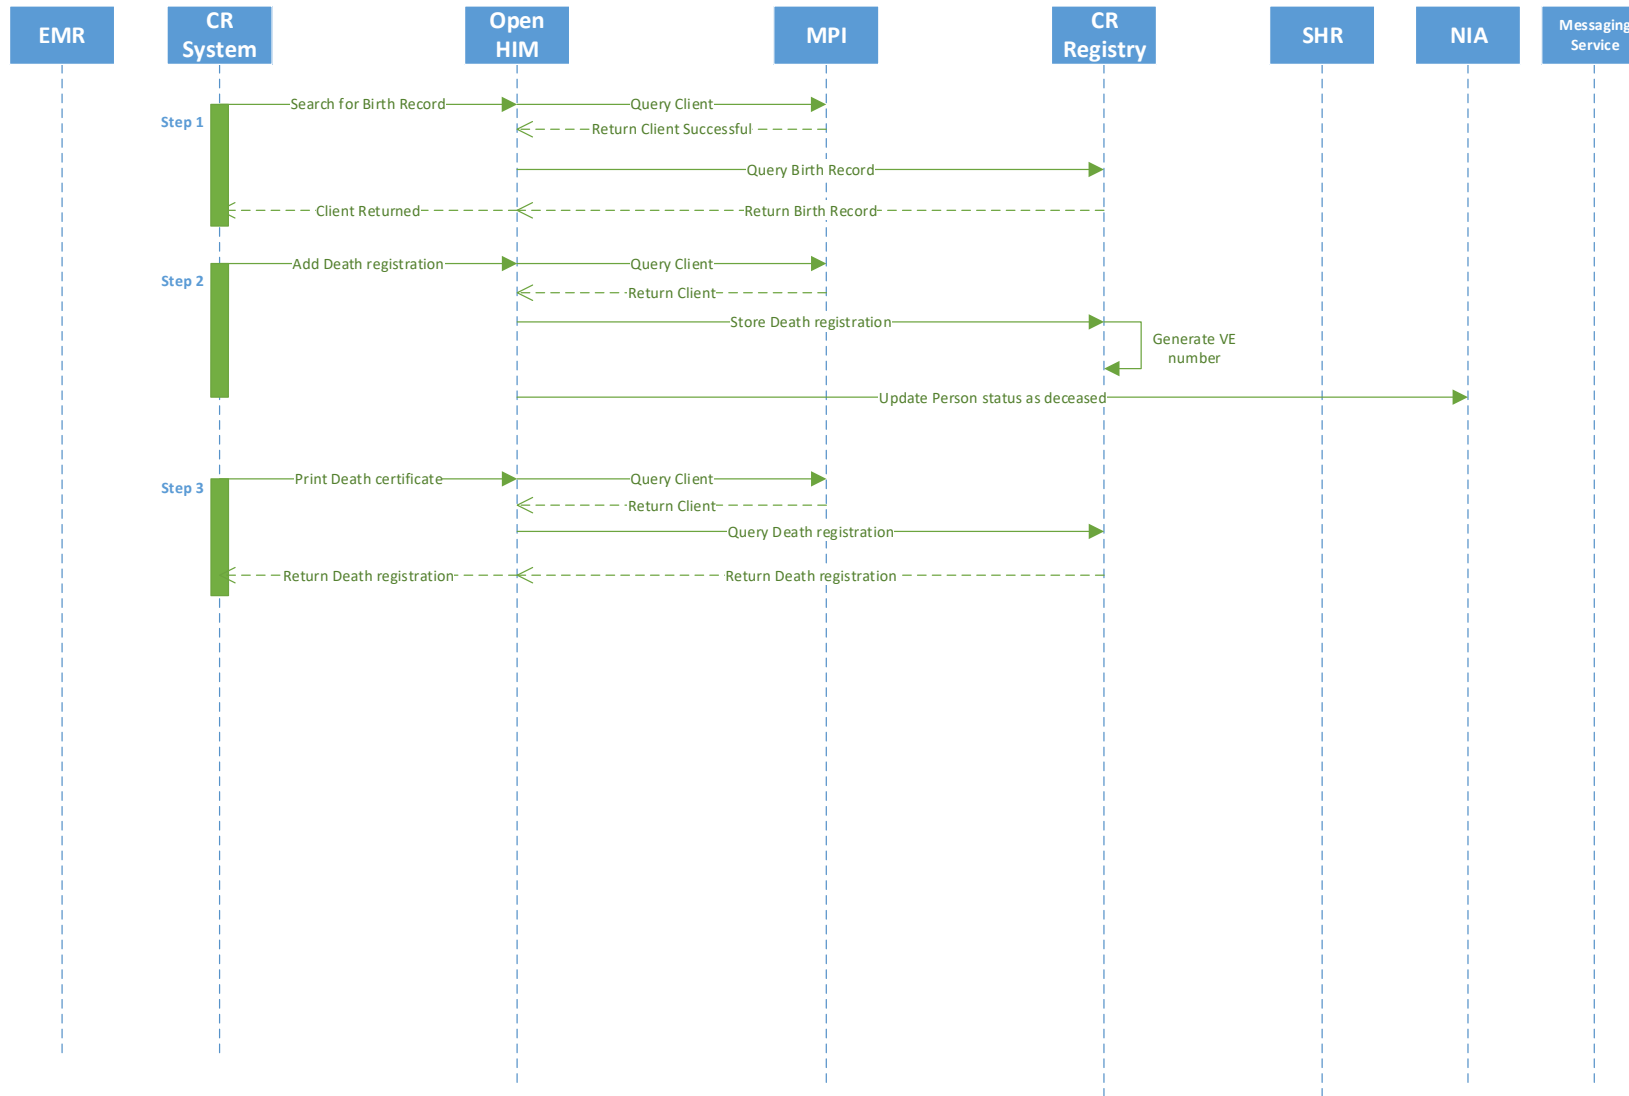 EMR
CR
System
Open
HIM
MPI
CR
Registry
SHR
NIA
Messaging
Service
Step 1
Search for Birth Record
Query Client
Return Client Successful
Query Birth Record
Client Returned
Return Birth Record
Step 2
Add Death registration
Query Client
Return Client
Store Death registration
Generate VE
number
Update Person status as deceased
Step 3
Print Death certificate
Query Client
Return Client
Query Death registration
Return Death registration
Return Death registration